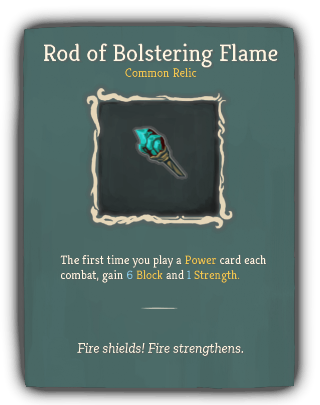 Rod of Bolstering Flame
Common Relic
The first time you play a Power card each
combat, gain 6 Block and 1 Strength.
Fire shields! Fire strengthens.